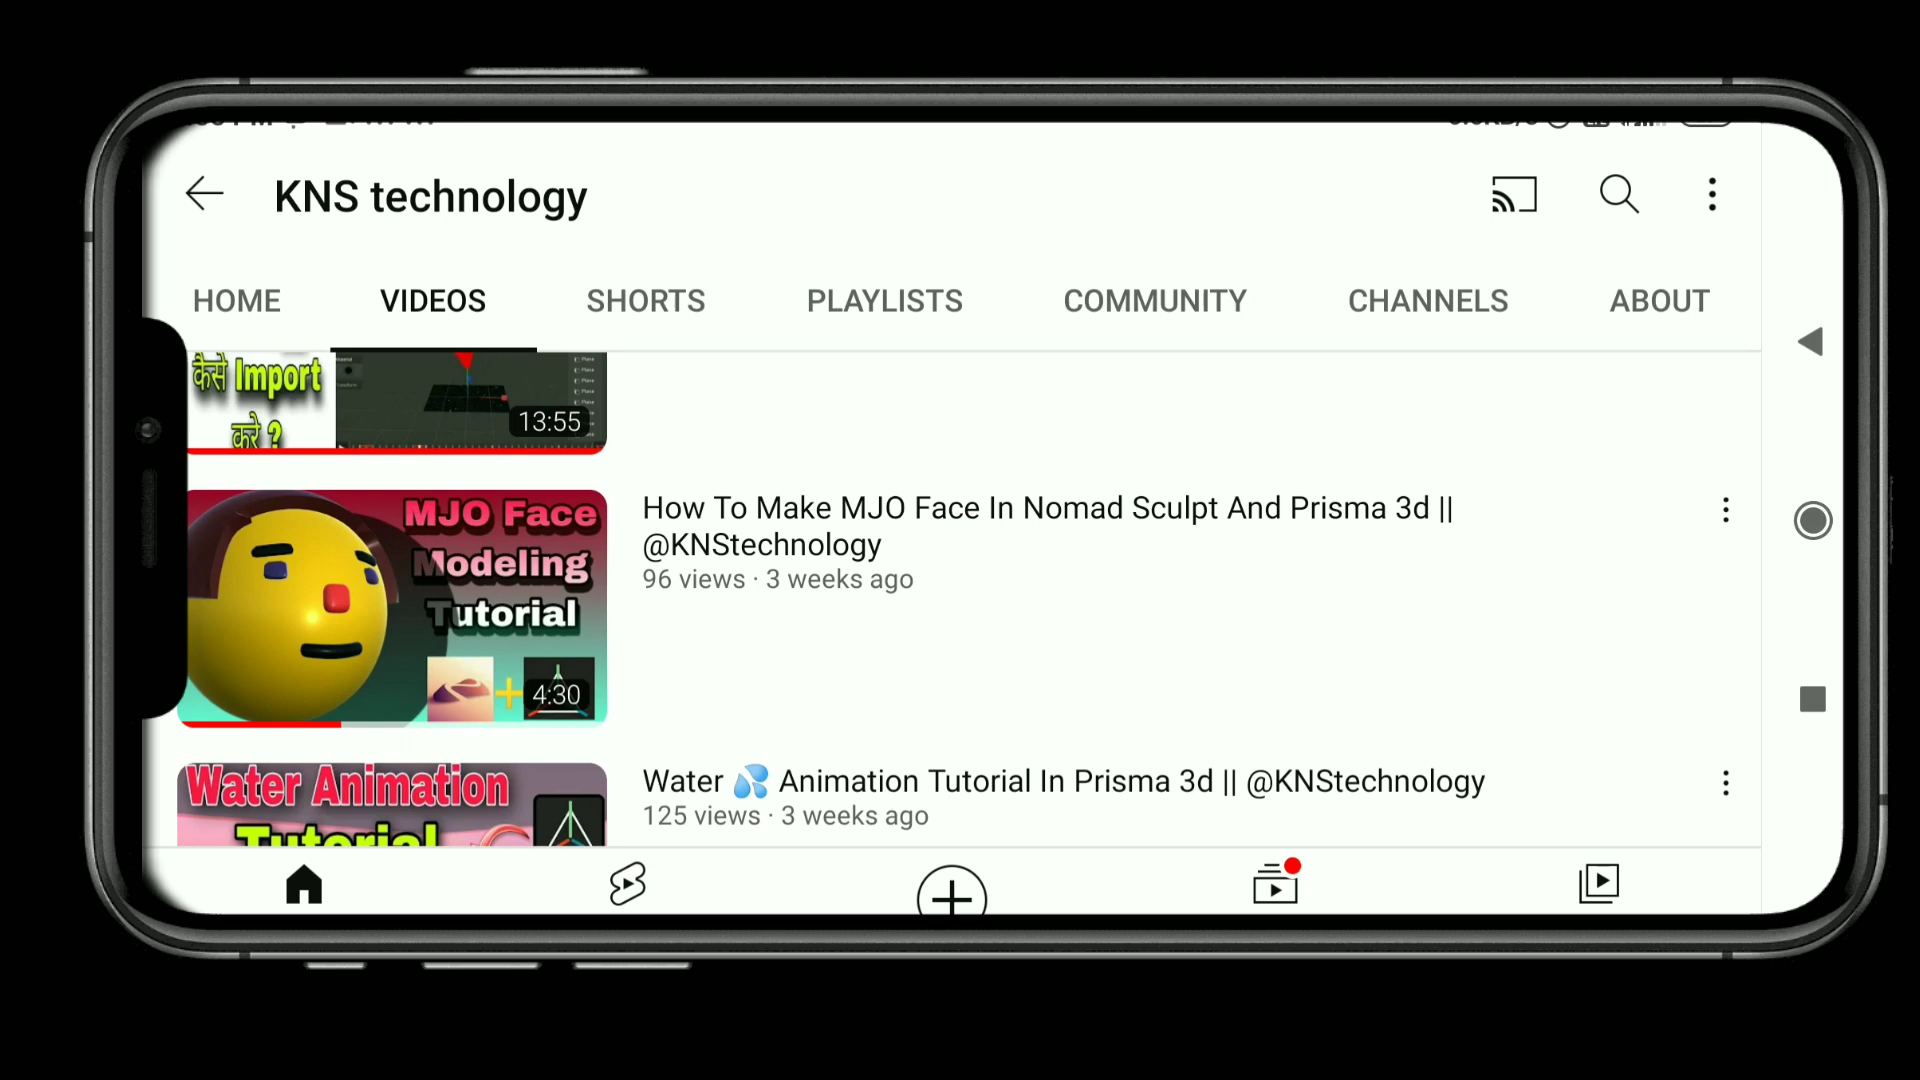 KNS technology
HOME VIDEOS SHORTS PLAYLISTS COMMUNITY CHANNELS ABOUT
कैसे Import
करे ?
13:55
MJO Face
Modeling
Tutorial
4:30
How To Make MJO Face In Nomad Sculpt And Prisma 3d ||
@KNStechnology
96 views · 3 weeks ago
Water Animation
Tutorial
Water 💦 Animation Tutorial In Prisma 3d || @KNStechnology
125 views · 3 weeks ago